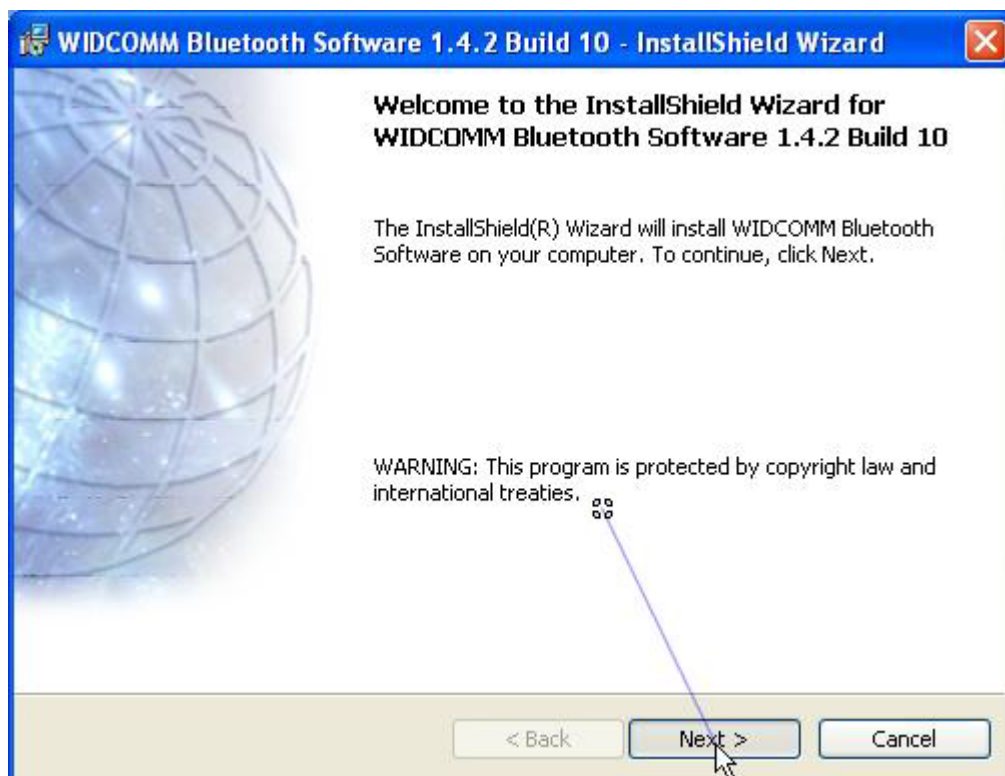 WIDCOMM Bluetooth Software 1.4.2 Build 10 - InstallShield Wizard
Welcome to the InstallShield Wizard for
WIDCOMM Bluetooth Software 1.4.2 Build 10
The InstallShield(R) Wizard will install WIDCOMM Bluetooth
Software on your computer. To continue, click Next.
WARNING: This program is protected by copyright law and
international treaties.
< Back Next > Cancel